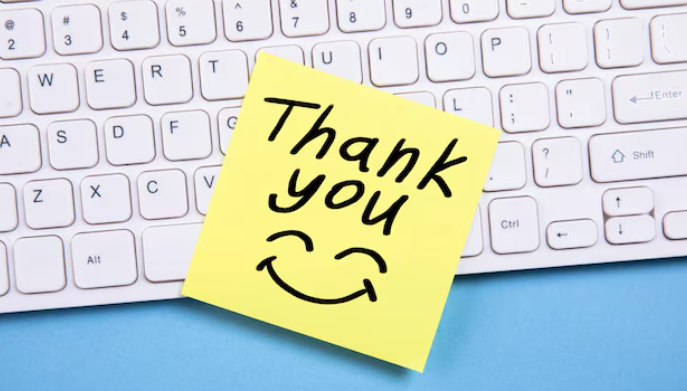 @ # $ % ^ & * ( )
2 3 4 5 6 7 8 9 0
W E R T U I O P { }
[ ]
A S D F G L : " Enter
; '
Z X C V ? Shift
/
Alt Ctrl
Thank
you